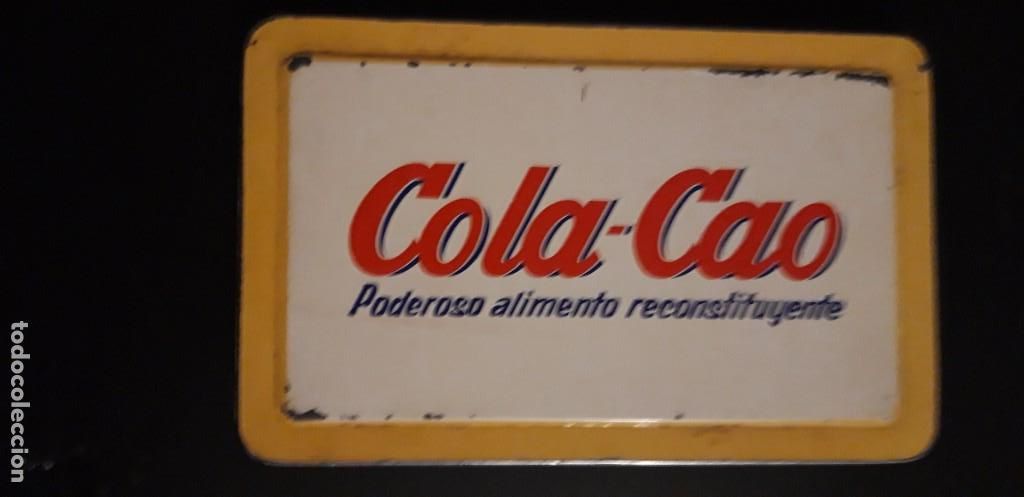 Cola-Cao
Poderoso alimento reconstituyente
todocoleccion